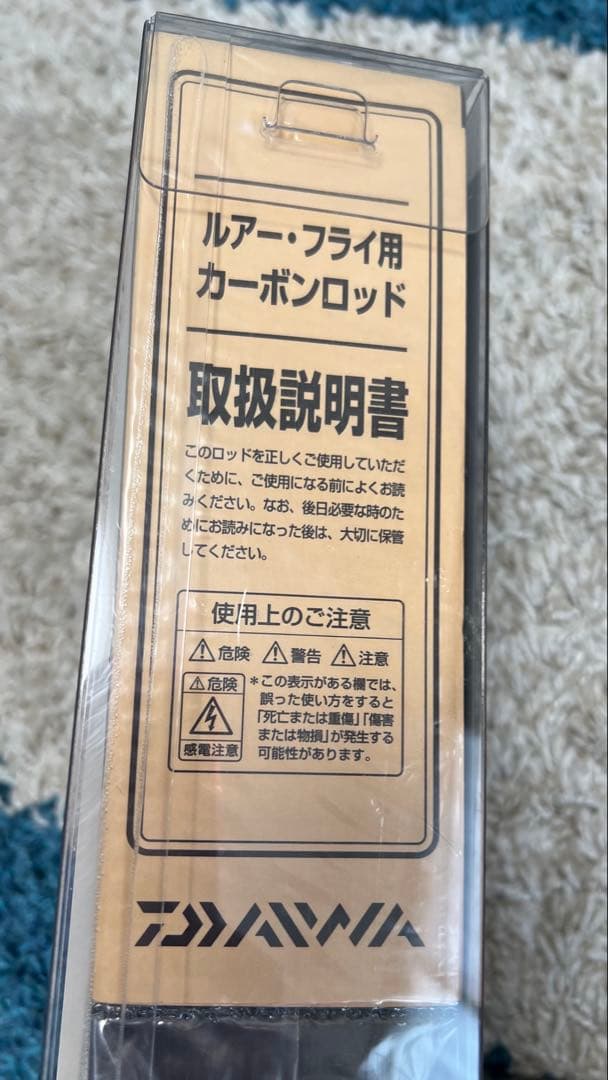 ルアー・フライ用
カーボンロッド
取扱説明書
このロッドを正しくご使用していただ
くために、ご使用になる前によくお読
みください。なお、後日必要な時のた
めにお読みになった後は、大切に保管
してください。
使用上のご注意
⚠危険 ⚠警告 ⚠注意
⚠危険
感電注意
*この表示がある欄では、
誤った使い方をすると
「死亡または重傷」「傷害
または物損」が発生する
可能性があります。
DAIWA